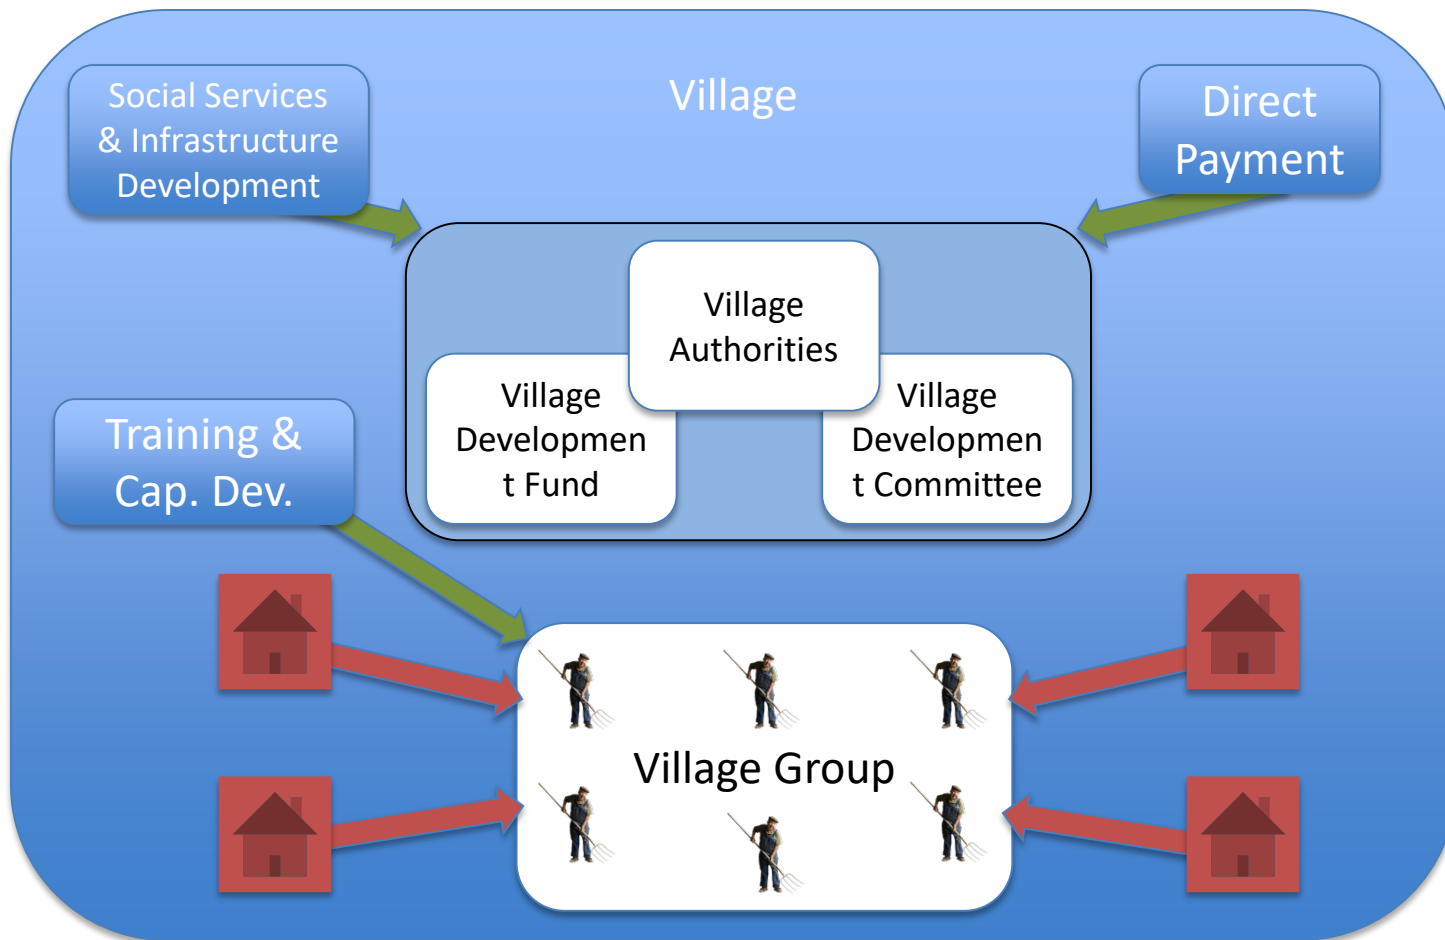 Village
Social Services
& Infrastructure
Development
Direct
Payment
Village
Authorities
Village
Developmen
t Fund
Village
Developmen
t Committee
Training &
Cap. Dev.
Village Group